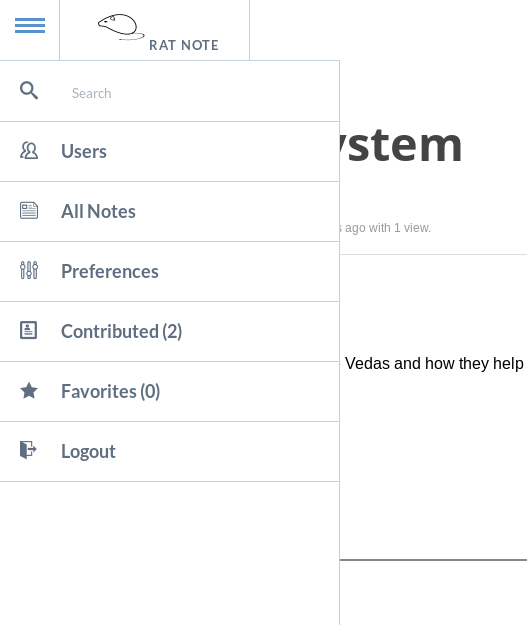 RAT NOTE
Search
ystem
Users
All Notes
ago with 1 view.
Preferences
Contributed (2)
Vedas and how they help
Favorites (0)
Logout